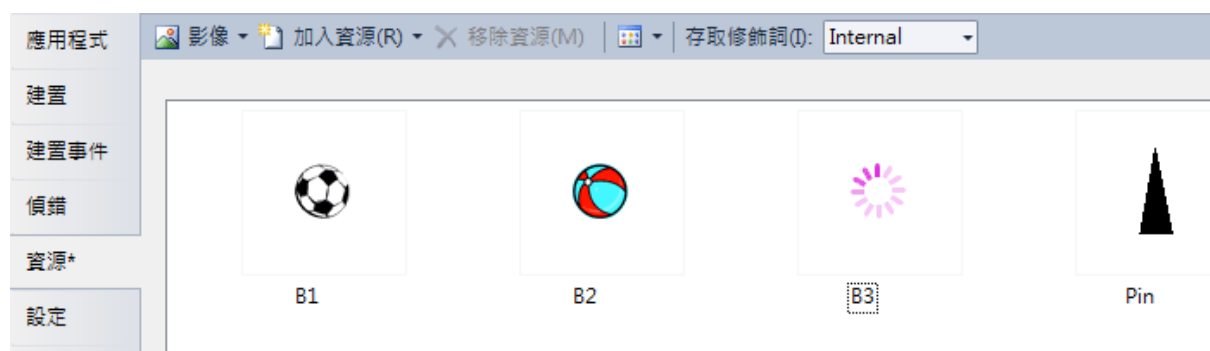 影像 加入資源(R) 移除資源(M) 存取修飾詞(I): Internal
應用程式
建置
建置事件
偵錯
資源*
設定
B1 B2 B3 Pin